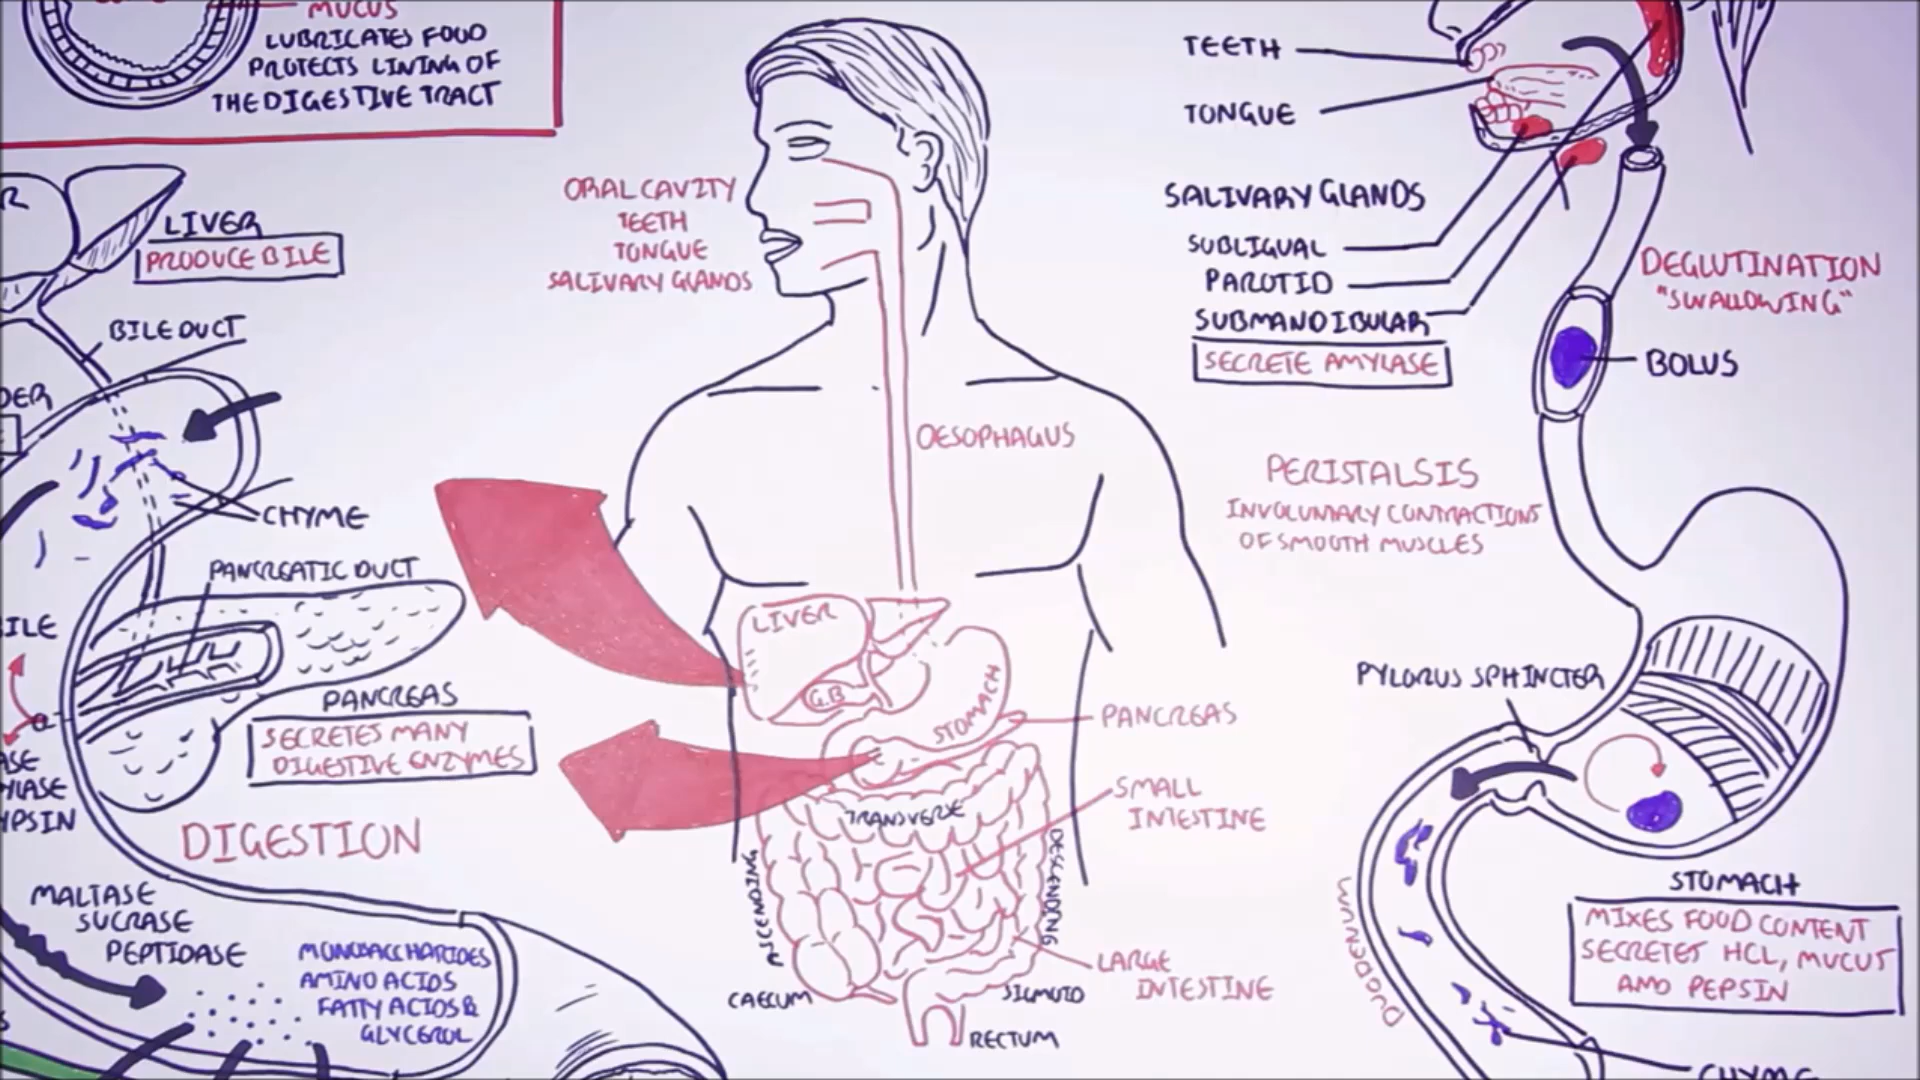 MUCUS
LUBRICATES FOOD
PROTECTS LINING OF
THE DIGESTIVE TRACT
LIVER
PRODUCE BILE
BILE DUCT
CHYME
PANCREATIC DUCT
PANCREAS
SECRETES MANY
DIGESTIVE ENZYMES
DIGESTION
MALTASE
SUCRASE
PEPTIDASE
MONOSACCHARIDES
AMINO ACIDS
FATTY ACIDS &
GLYCEROL
ORAL CAVITY
TEETH
TONGUE
SALIVARY GLANDS
OESOPHAGUS
LIVER
G.B
STOMACH
PANCREAS
SMALL
INTESTINE
TRANSVERSE
ASCENDING
DESCENDING
LARGE
INTESTINE
CAECUM
SIGMOID
RECTUM
TEETH
TONGUE
SALIVARY GLANDS
SUBLIGUAL
PAROTID
SUBMANDIBULAR
SECRETE AMYLASE
DEGLUTINATION
"SWALLOWING"
BOLUS
PERISTALSIS
INVOLUNTARY CONTRACTIONS
OF SMOOTH MUSCLES
PYLORUS SPHINCTER
STOMACH
MIXES FOOD CONTENT
SECRETES HCL, MUCUS
AND PEPSIN
DUODENUM
CHYME